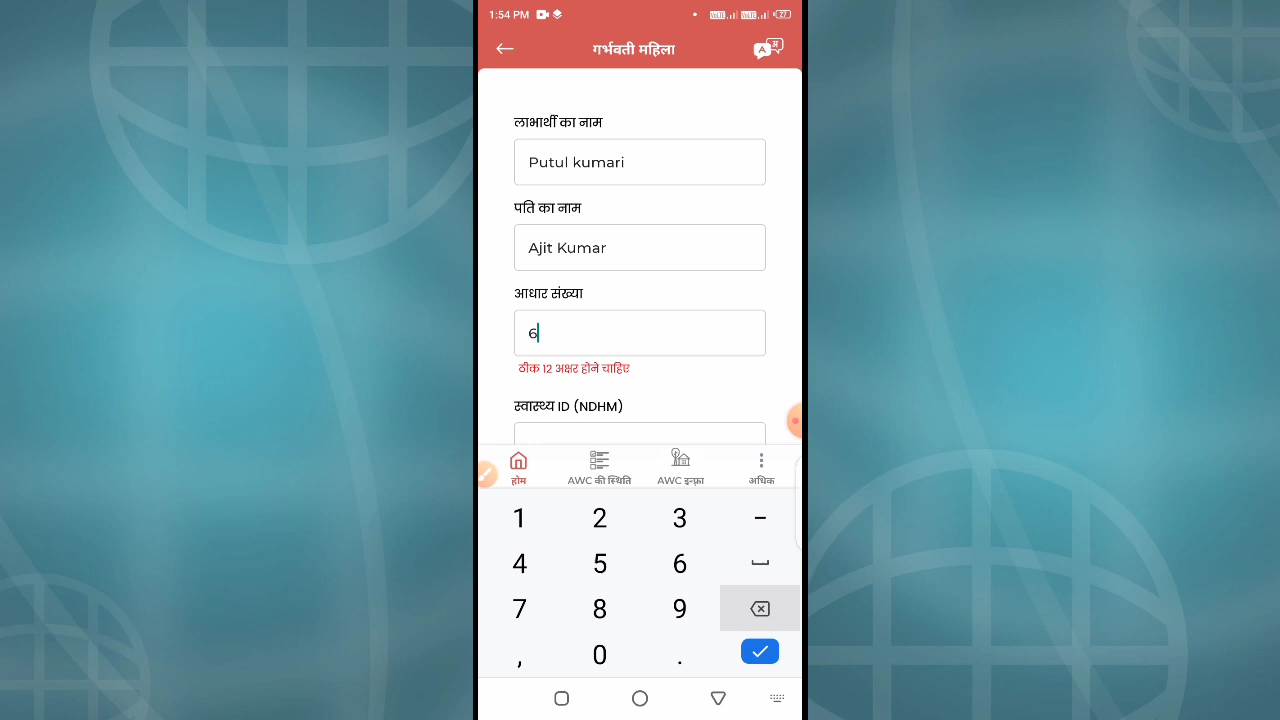 1:54 PM 27
गर्भवती महिला
लाभार्थी का नाम
Putul kumari
पति का नाम
Ajit Kumar
आधार संख्या
6
ठीक 12 अक्षर होने चाहिए
स्वास्थ्य ID (NDHM)
होम AWC की स्थिति AWC इन्फ्रा अधिक
1 2 3 -
4 5 6
7 8 9
, 0 .